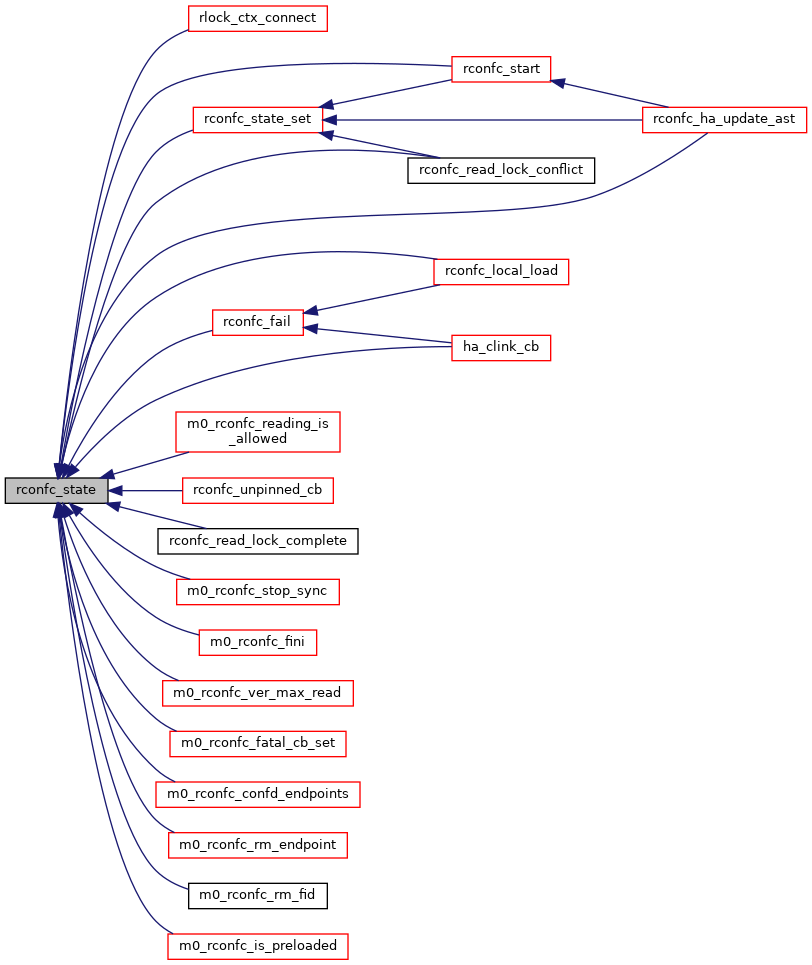 rlock_ctx_connect
rconfc_start
rconfc_state_set
rconfc_ha_update_ast
rconfc_read_lock_conflict
rconfc_local_load
rconfc_fail
ha_clink_cb
m0_rconfc_reading_is
_allowed
rconfc_state
rconfc_unpinned_cb
rconfc_read_lock_complete
m0_rconfc_stop_sync
m0_rconfc_fini
m0_rconfc_ver_max_read
m0_rconfc_fatal_cb_set
m0_rconfc_confd_endpoints
m0_rconfc_rm_endpoint
m0_rconfc_rm_fid
m0_rconfc_is_preloaded